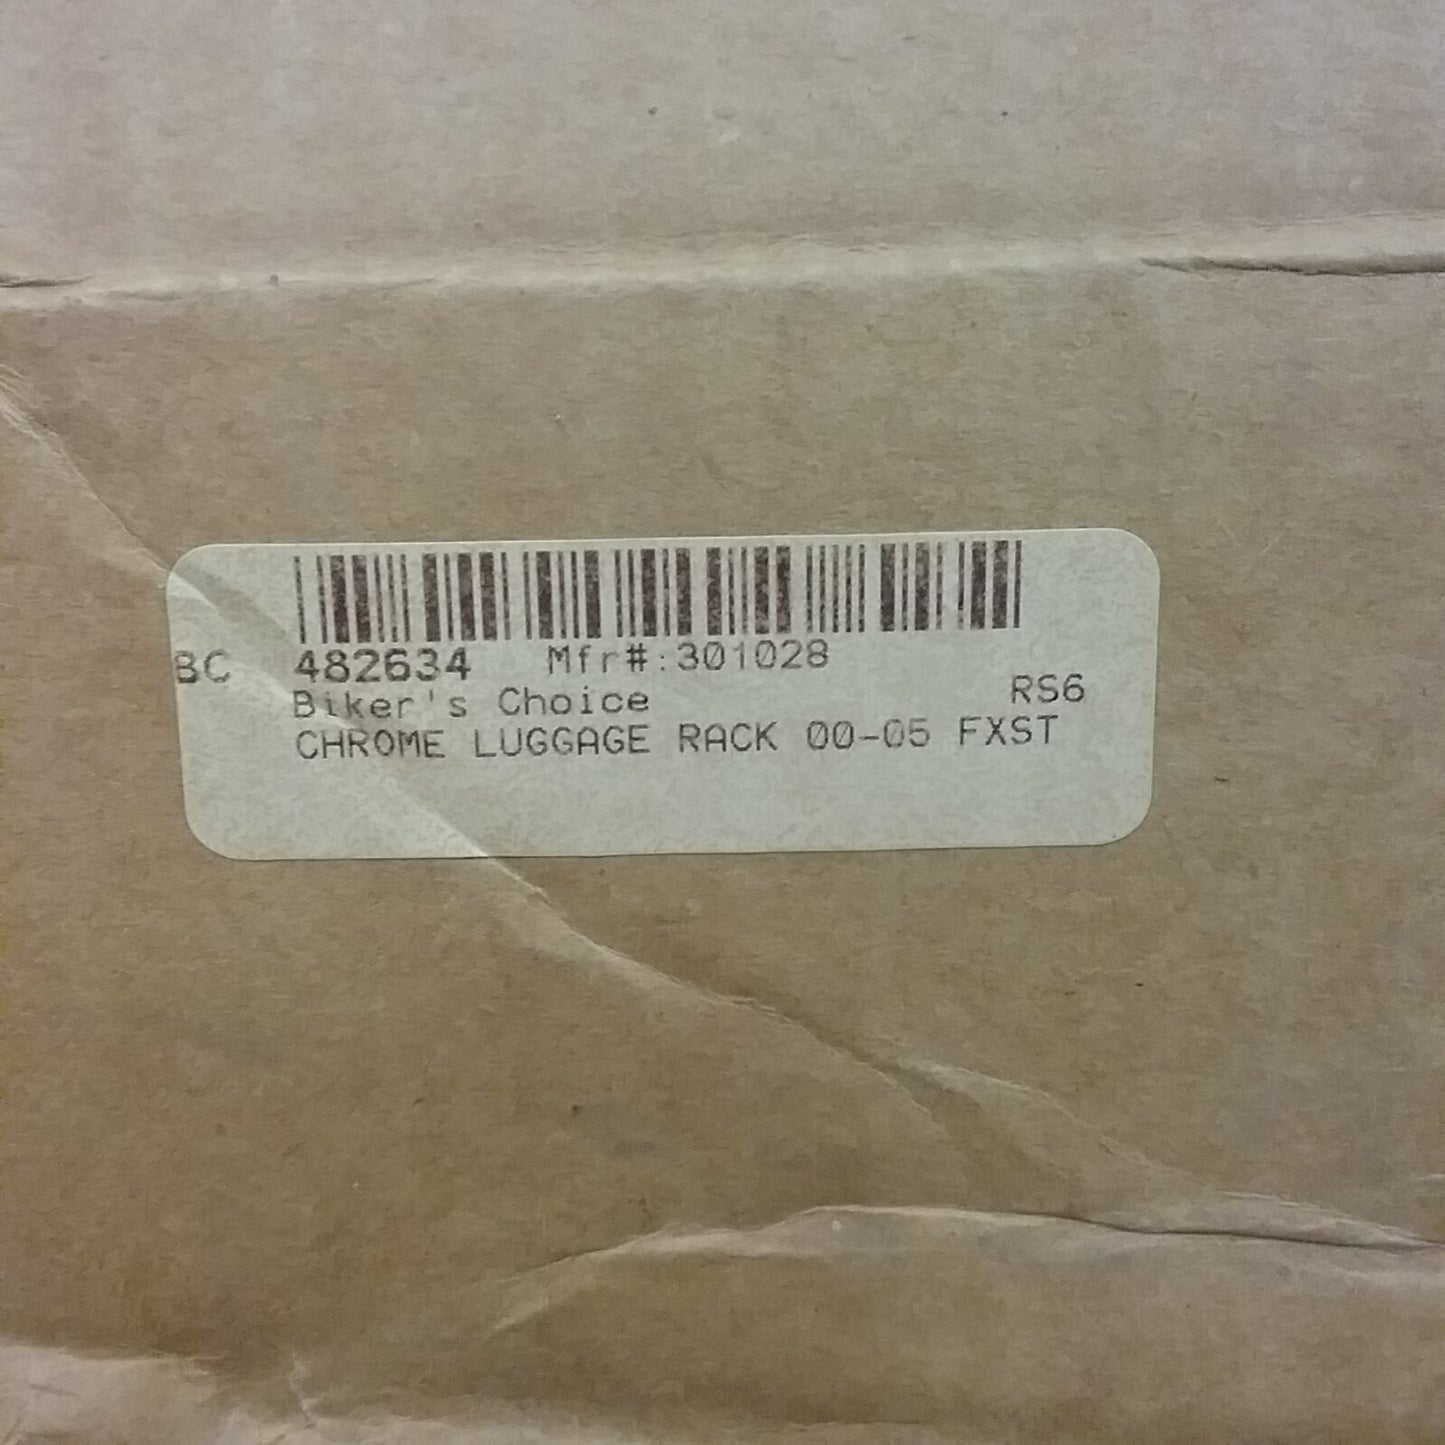 BC 482634 Mfr#:301028
Biker's Choice RS6
CHROME LUGGAGE RACK 00-05 FXST